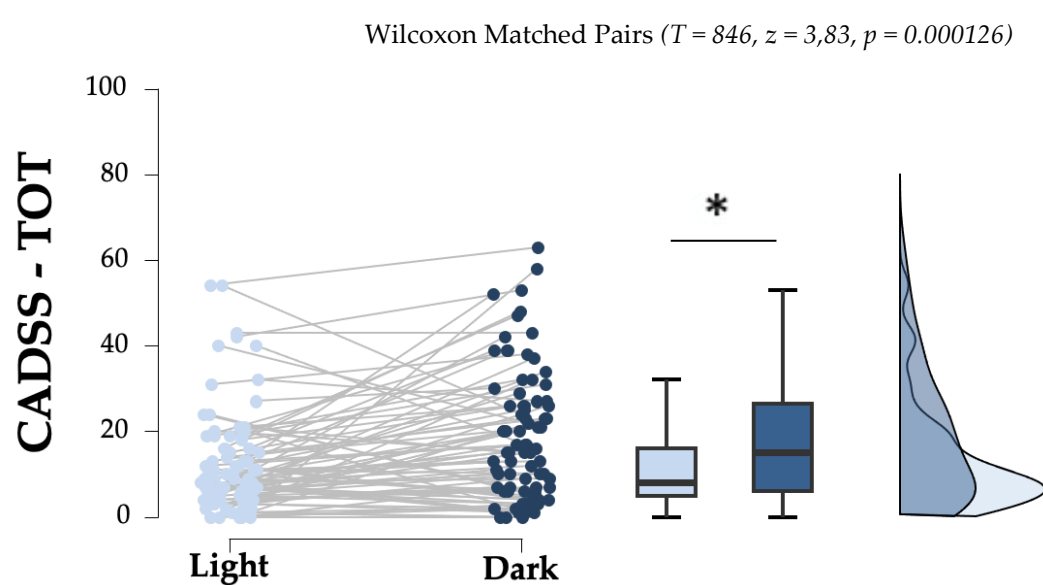 Wilcoxon Matched Pairs (T = 846, z = 3,83, p = 0.000126)
CADSS - TOT
100
80
60
40
20
0
*
Light Dark